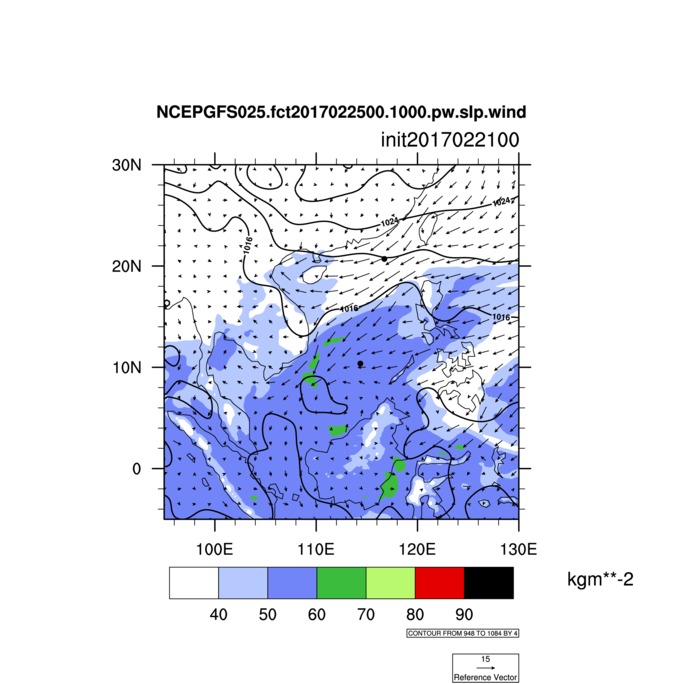 NCEPGFS025.fct2017022500.1000.pw.slp.wind
init2017022100
30N
1024
1024
20N
1016
1016
1016
10N
0
100E 110E 120E 130E
kgm**-2
40 50 60 70 80 90
CONTOUR FROM 948 TO 1084 BY 4
15
Reference Vector